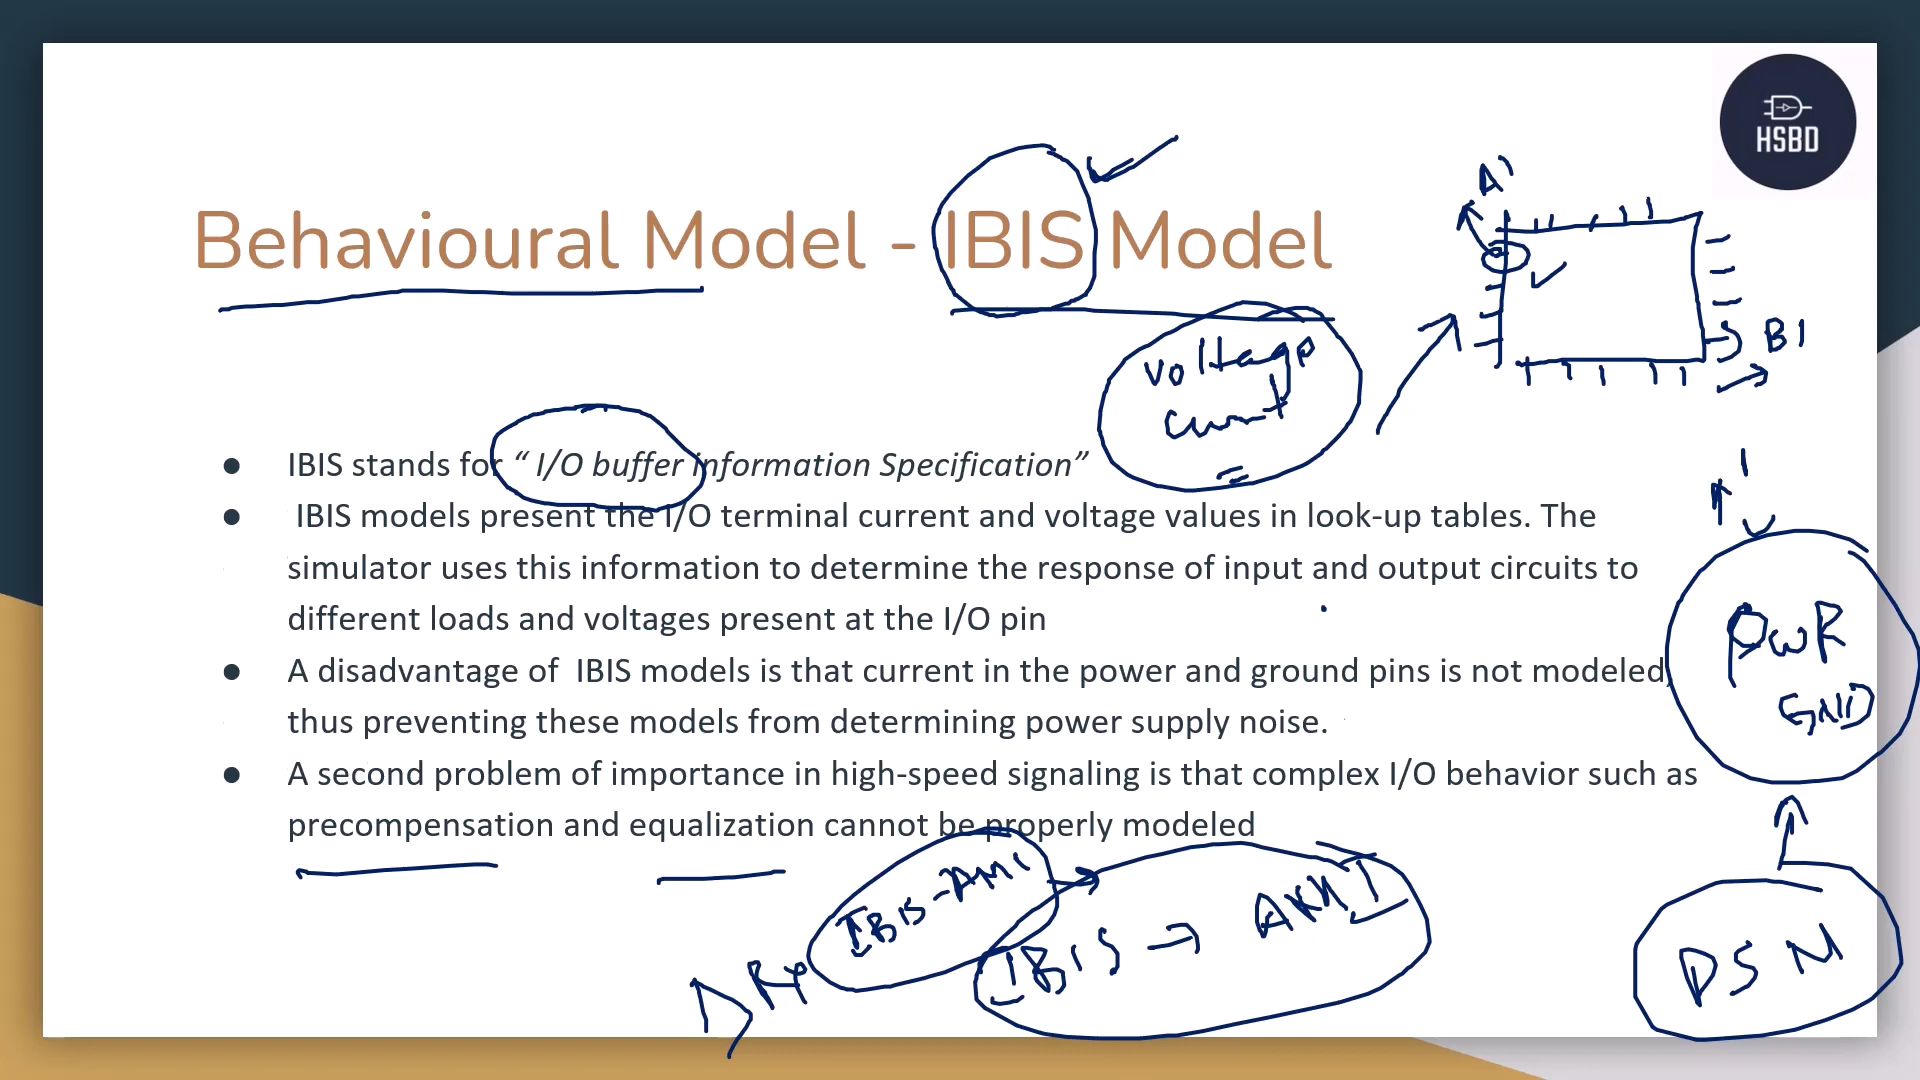 HSBD
A'
Behavioural Model - IBIS Model
B1
voltage
IBIS stands for “ I/O buffer information Specification”
IBIS models present the I/O terminal current and voltage values in look-up tables. The
simulator uses this information to determine the response of input and output circuits to
different loads and voltages present at the I/O pin
PWR
A disadvantage of  IBIS models is that current in the power and ground pins is not modeled,
GND
thus preventing these models from determining power supply noise.
A second problem of importance in high-speed signaling is that complex I/O behavior such as
precompensation and equalization cannot be properly modeled
IBIS-AMI
IBIS →